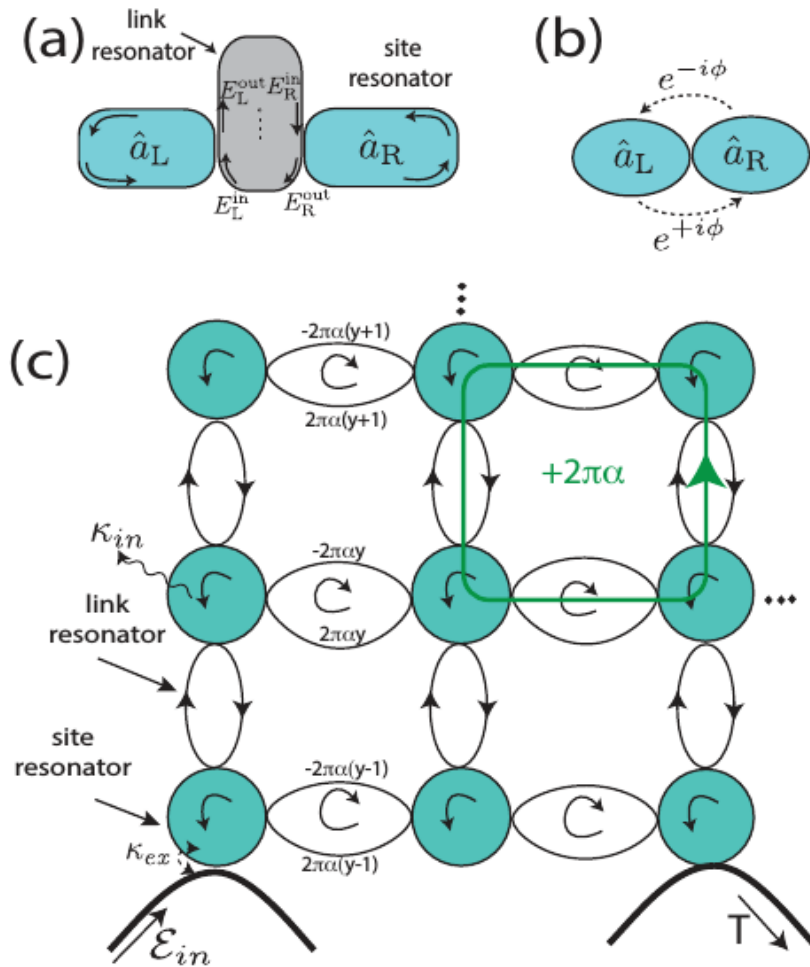 (a)
link
resonator
site
resonator
E_L^out E_R^in
â_L
â_R
E_L^in
E_R^out
(b)
e^{-iϕ}
â_L
â_R
e^{+iϕ}
(c)
-2πα(y+1)
2πα(y+1)
+2πα
κ_in
-2παy
2παy
link
resonator
site
resonator
-2πα(y-1)
2πα(y-1)
κ_ex
ℰ_in
T